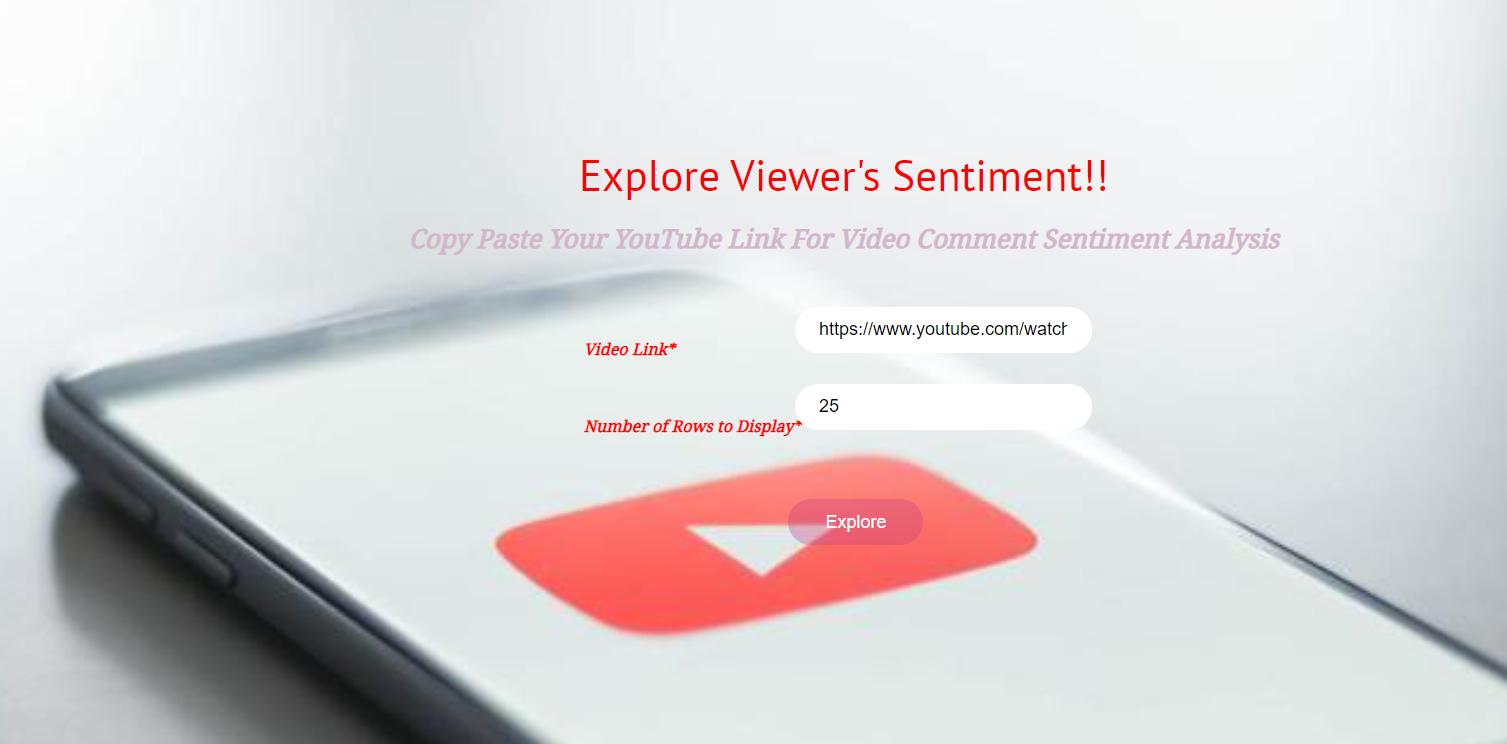 Explore Viewer's Sentiment!!
Copy Paste Your YouTube Link For Video Comment Sentiment Analysis
https://www.youtube.com/watch
Video Link*
25
Number of Rows to Display*
Explore